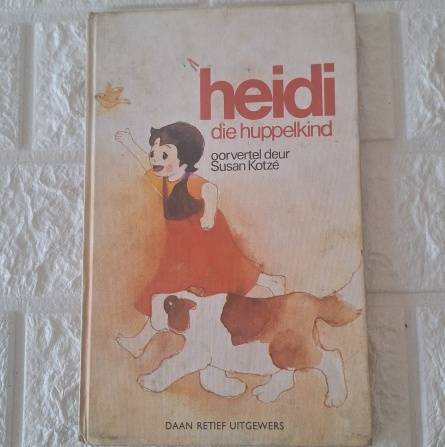 heidi
die huppelkind
oorvertel deur
Susan Kotzé
DAAN RETIEF UITGEWERS